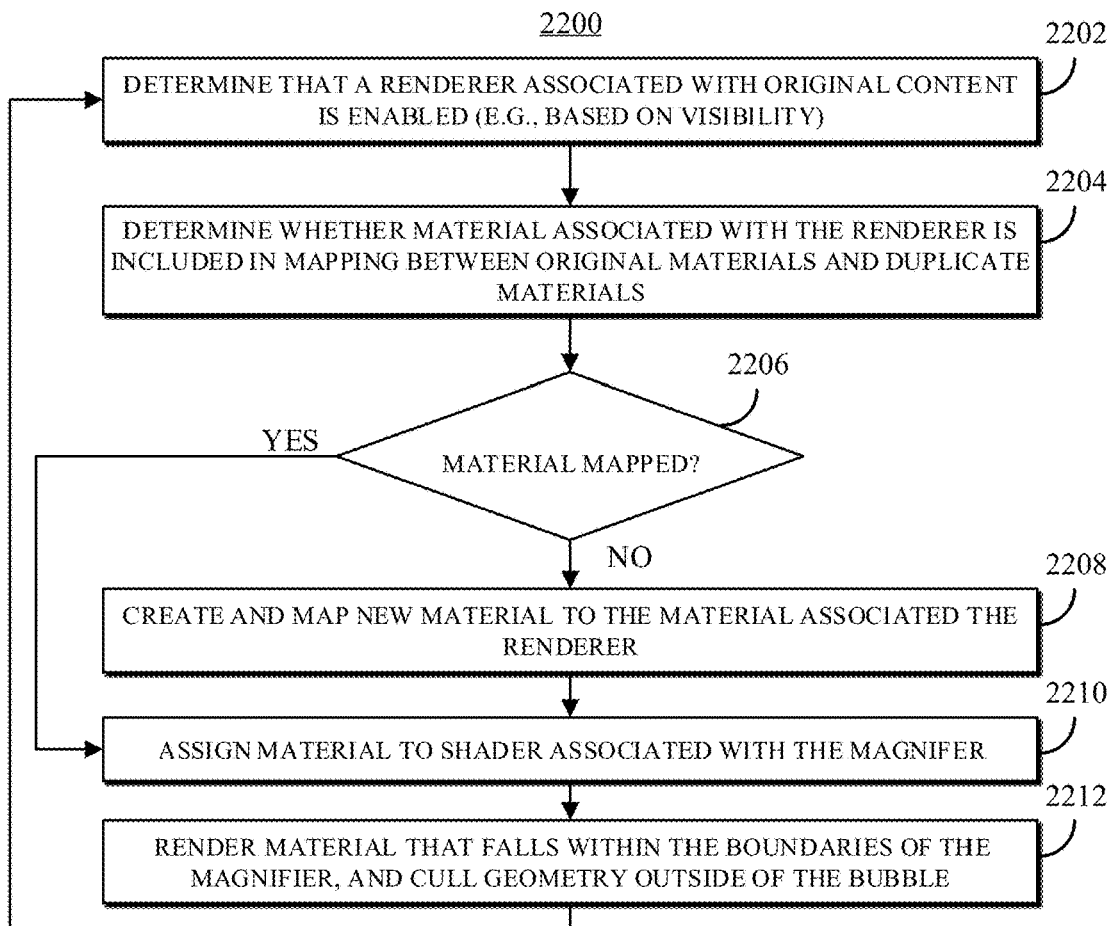 2200
2202
DETERMINE THAT A RENDERER ASSOCIATED WITH ORIGINAL CONTENT
IS ENABLED (E.G., BASED ON VISIBILITY)
2204
DETERMINE WHETHER MATERIAL ASSOCIATED WITH THE RENDERER IS
INCLUDED IN MAPPING BETWEEN ORIGINAL MATERIALS AND DUPLICATE
MATERIALS
2206
YES
MATERIAL MAPPED?
NO
2208
CREATE AND MAP NEW MATERIAL TO THE MATERIAL ASSOCIATED THE
RENDERER
2210
ASSIGN MATERIAL TO SHADER ASSOCIATED WITH THE MAGNIFER
2212
RENDER MATERIAL THAT FALLS WITHIN THE BOUNDARIES OF THE
MAGNIFIER, AND CULL GEOMETRY OUTSIDE OF THE BUBBLE